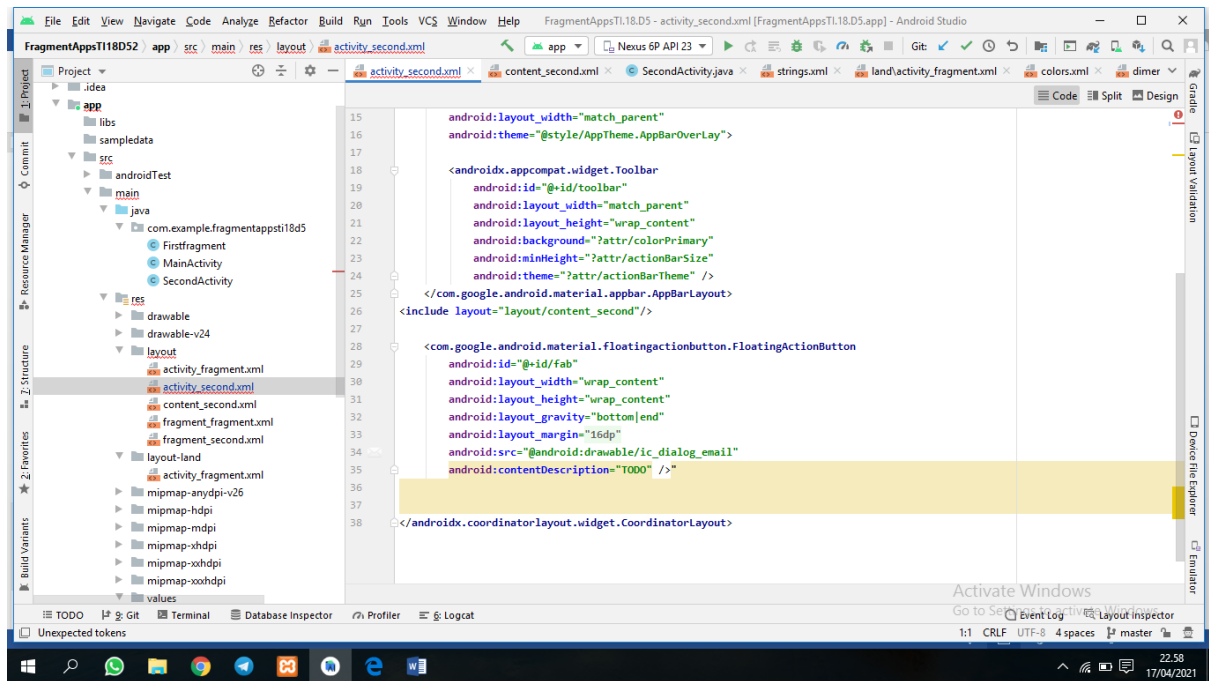 File Edit View Navigate Code Analyze Refactor Build Run Tools VCS Window Help FragmentAppsTI.18.D5 - activity_second.xml [FragmentAppsTI.18.D5.app] - Android Studio
FragmentAppsTI18D52 app src main res layout activity_second.xml app Nexus 6P API 23 Git:
Project activity_second.xml content_second.xml SecondActivity.java strings.xml land\activity_fragment.xml colors.xml dimer
Code Split Design
1: Project
Commit
Resource Manager
Z: Structure
2: Favorites
Build Variants
.idea
app
libs
sampledata
src
androidTest
main
java
com.example.fragmentappsti18d5
Firstfragment
MainActivity
SecondActivity
res
drawable
drawable-v24
layout
activity_fragment.xml
activity_second.xml
content_second.xml
fragment_fragment.xml
fragment_second.xml
layout-land
activity_fragment.xml
mipmap-anydpi-v26
mipmap-hdpi
mipmap-mdpi
mipmap-xhdpi
mipmap-xxhdpi
mipmap-xxxhdpi
values
15 android:layout_width="match_parent"
16 android:theme="@style/AppTheme.AppBarOverLay">
17
18 <androidx.appcompat.widget.Toolbar
19 android:id="@+id/toolbar"
20 android:layout_width="match_parent"
21 android:layout_height="wrap_content"
22 android:background="?attr/colorPrimary"
23 android:minHeight="?attr/actionBarSize"
24 android:theme="?attr/actionBarTheme" />
25 </com.google.android.material.appbar.AppBarLayout>
26 <include layout="layout/content_second"/>
27
28 <com.google.android.material.floatingactionbutton.FloatingActionButton
29 android:id="@+id/fab"
30 android:layout_width="wrap_content"
31 android:layout_height="wrap_content"
32 android:layout_gravity="bottom|end"
33 android:layout_margin="16dp"
34 android:src="@android:drawable/ic_dialog_email"
35 android:contentDescription="TODO" />"
36
37
38 </androidx.coordinatorlayout.widget.CoordinatorLayout>
Gradle
Layout Validation
Device File Explorer
Emulator
Activate Windows
Go to Settings to activate Windows.
TODO 9: Git Terminal Database Inspector Profiler 6: Logcat Event Log Layout Inspector
Unexpected tokens 1:1 CRLF UTF-8 4 spaces master
22.58
17/04/2021